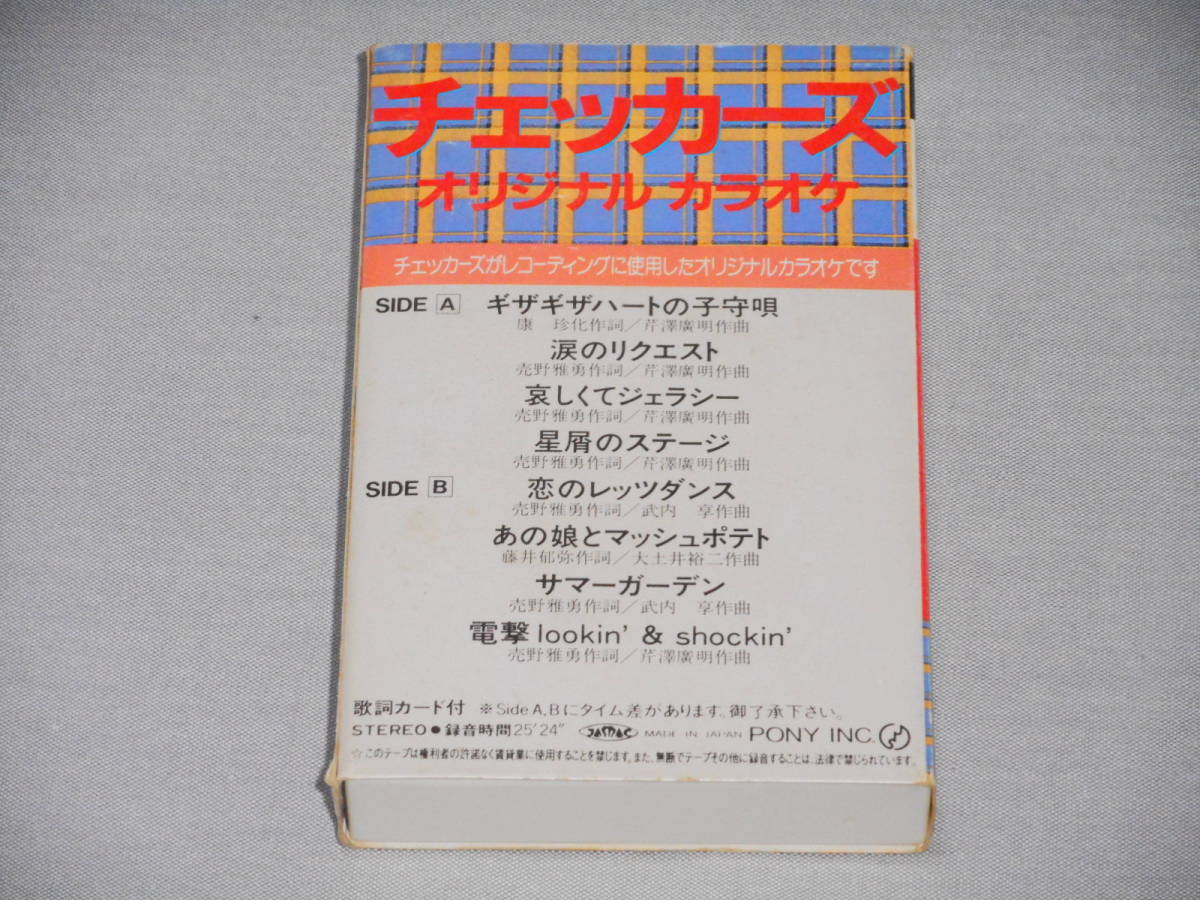 チェッカーズ
オリジナル カラオケ
チェッカーズがレコーディングに使用したオリジナルカラオケです
SIDE A ギザギザハートの子守唄
康 珍化作詞/芹澤廣明作曲
涙のリクエスト
売野雅勇作詞/芹澤廣明作曲
哀しくてジェラシー
売野雅勇作詞/芹澤廣明作曲
星屑のステージ
売野雅勇作詞/芹澤廣明作曲
SIDE B 恋のレッツダンス
売野雅勇作詞/武内 享作曲
あの娘とマッシュポテト
藤井郁弥作詞/大土井裕二作曲
サマーガーデン
売野雅勇作詞/武内 享作曲
電撃lookin' & shockin'
売野雅勇作詞/芹澤廣明作曲
歌詞カード付 ※Side A,Bにタイム差があります。御了承下さい。
STEREO●録音時間25'24" JASRAC MADE IN JAPAN PONY INC.
☆このテープは権利者の許諾なく賃貸業に使用することを禁じます。また、無断でテープその他に録音することは、法律で禁じられています。